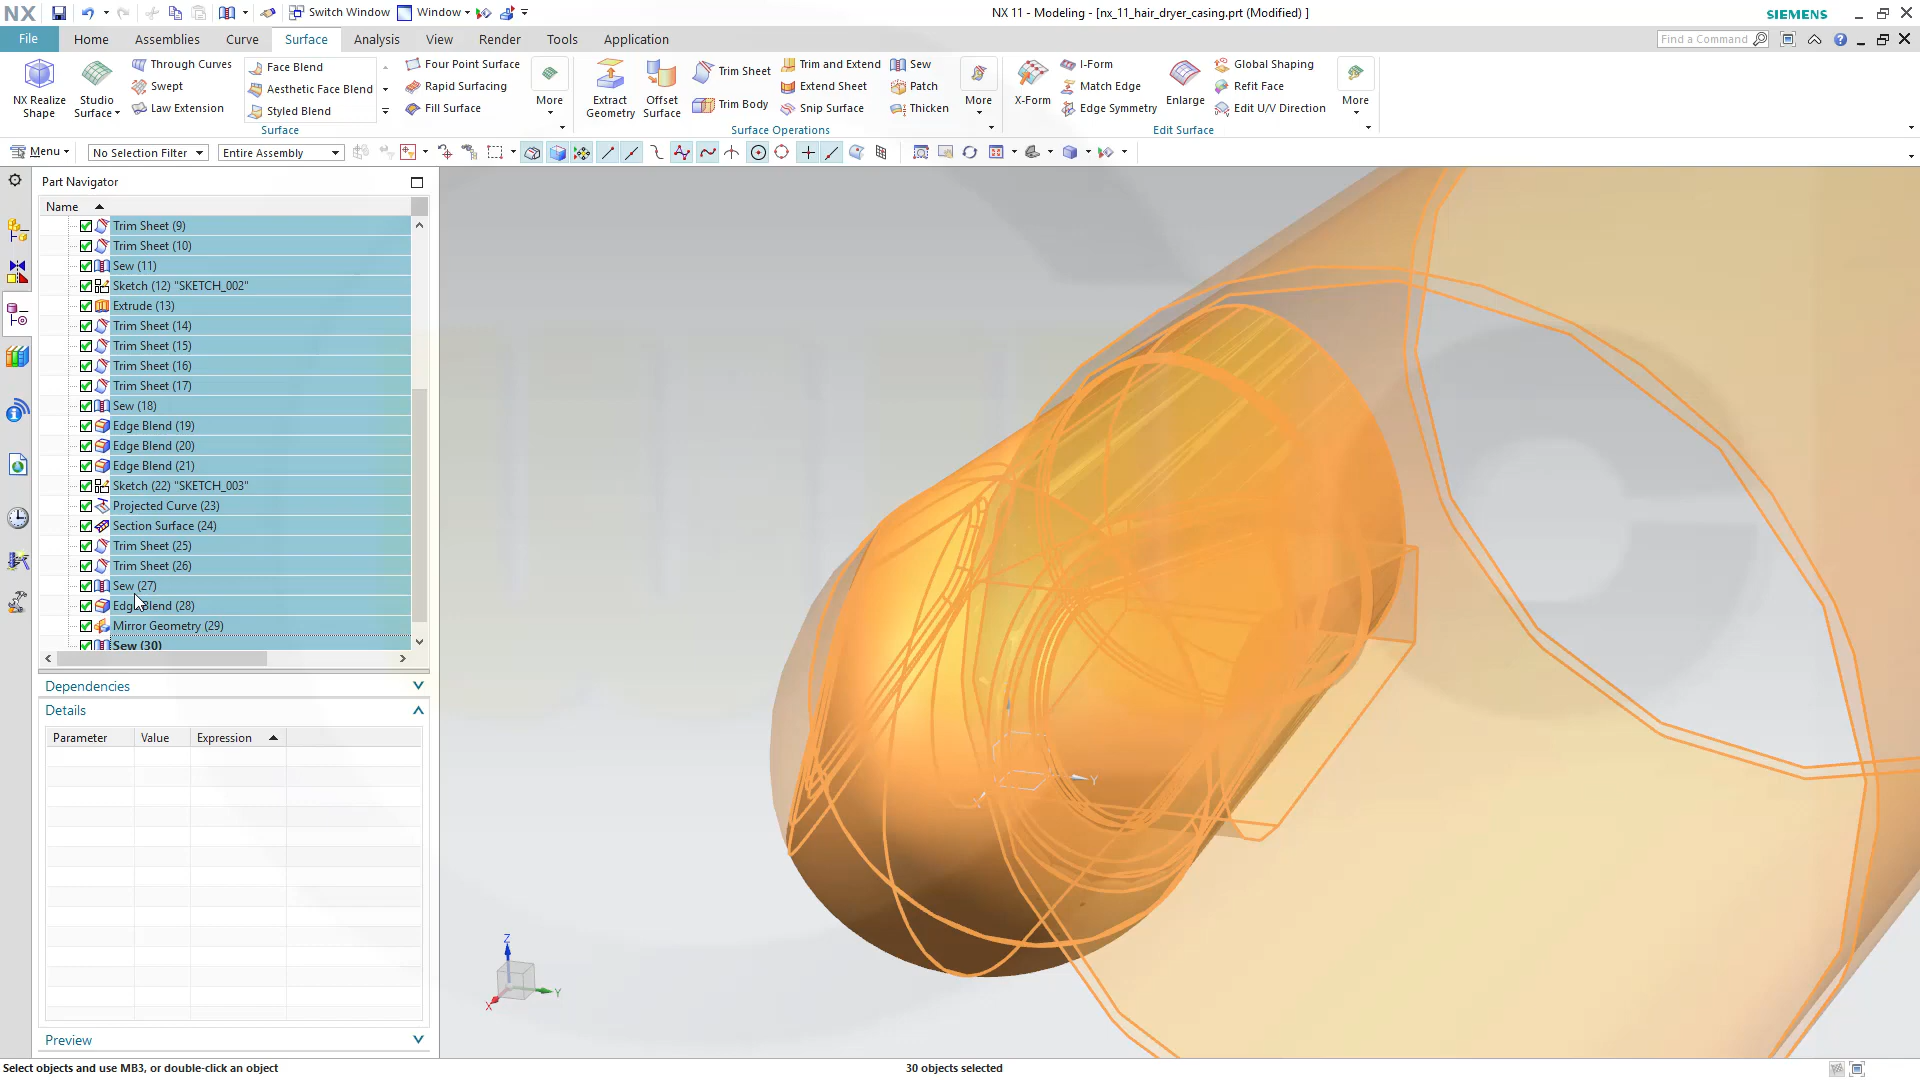 NX
Switch Window
Window
NX 11 - Modeling - [nx_11_hair_dryer_casing.prt (Modified) ]
SIEMENS
File
Home
Assemblies
Curve
Surface
Analysis
View
Render
Tools
Application
Find a Command
NX Realize
Shape
Studio
Surface
Through Curves
Swept
Law Extension
Face Blend
Aesthetic Face Blend
Styled Blend
Four Point Surface
Rapid Surfacing
Fill Surface
More
Surface
Extract
Geometry
Offset
Surface
Trim Sheet
Trim Body
Trim and Extend
Extend Sheet
Snip Surface
Sew
Patch
Thicken
More
Surface Operations
X-Form
I-Form
Match Edge
Edge Symmetry
Enlarge
Global Shaping
Refit Face
Edit U/V Direction
More
Edit Surface
Menu
No Selection Filter
Entire Assembly
Part Navigator
Name
Trim Sheet (9)
Trim Sheet (10)
Sew (11)
Sketch (12) "SKETCH_002"
Extrude (13)
Trim Sheet (14)
Trim Sheet (15)
Trim Sheet (16)
Trim Sheet (17)
Sew (18)
Edge Blend (19)
Edge Blend (20)
Edge Blend (21)
Sketch (22) "SKETCH_003"
Projected Curve (23)
Section Surface (24)
Trim Sheet (25)
Trim Sheet (26)
Sew (27)
Edge Blend (28)
Mirror Geometry (29)
Sew (30)
Dependencies
Details
Parameter
Value
Expression
Preview
Y
Z
Y
X
Select objects and use MB3, or double-click an object
30 objects selected